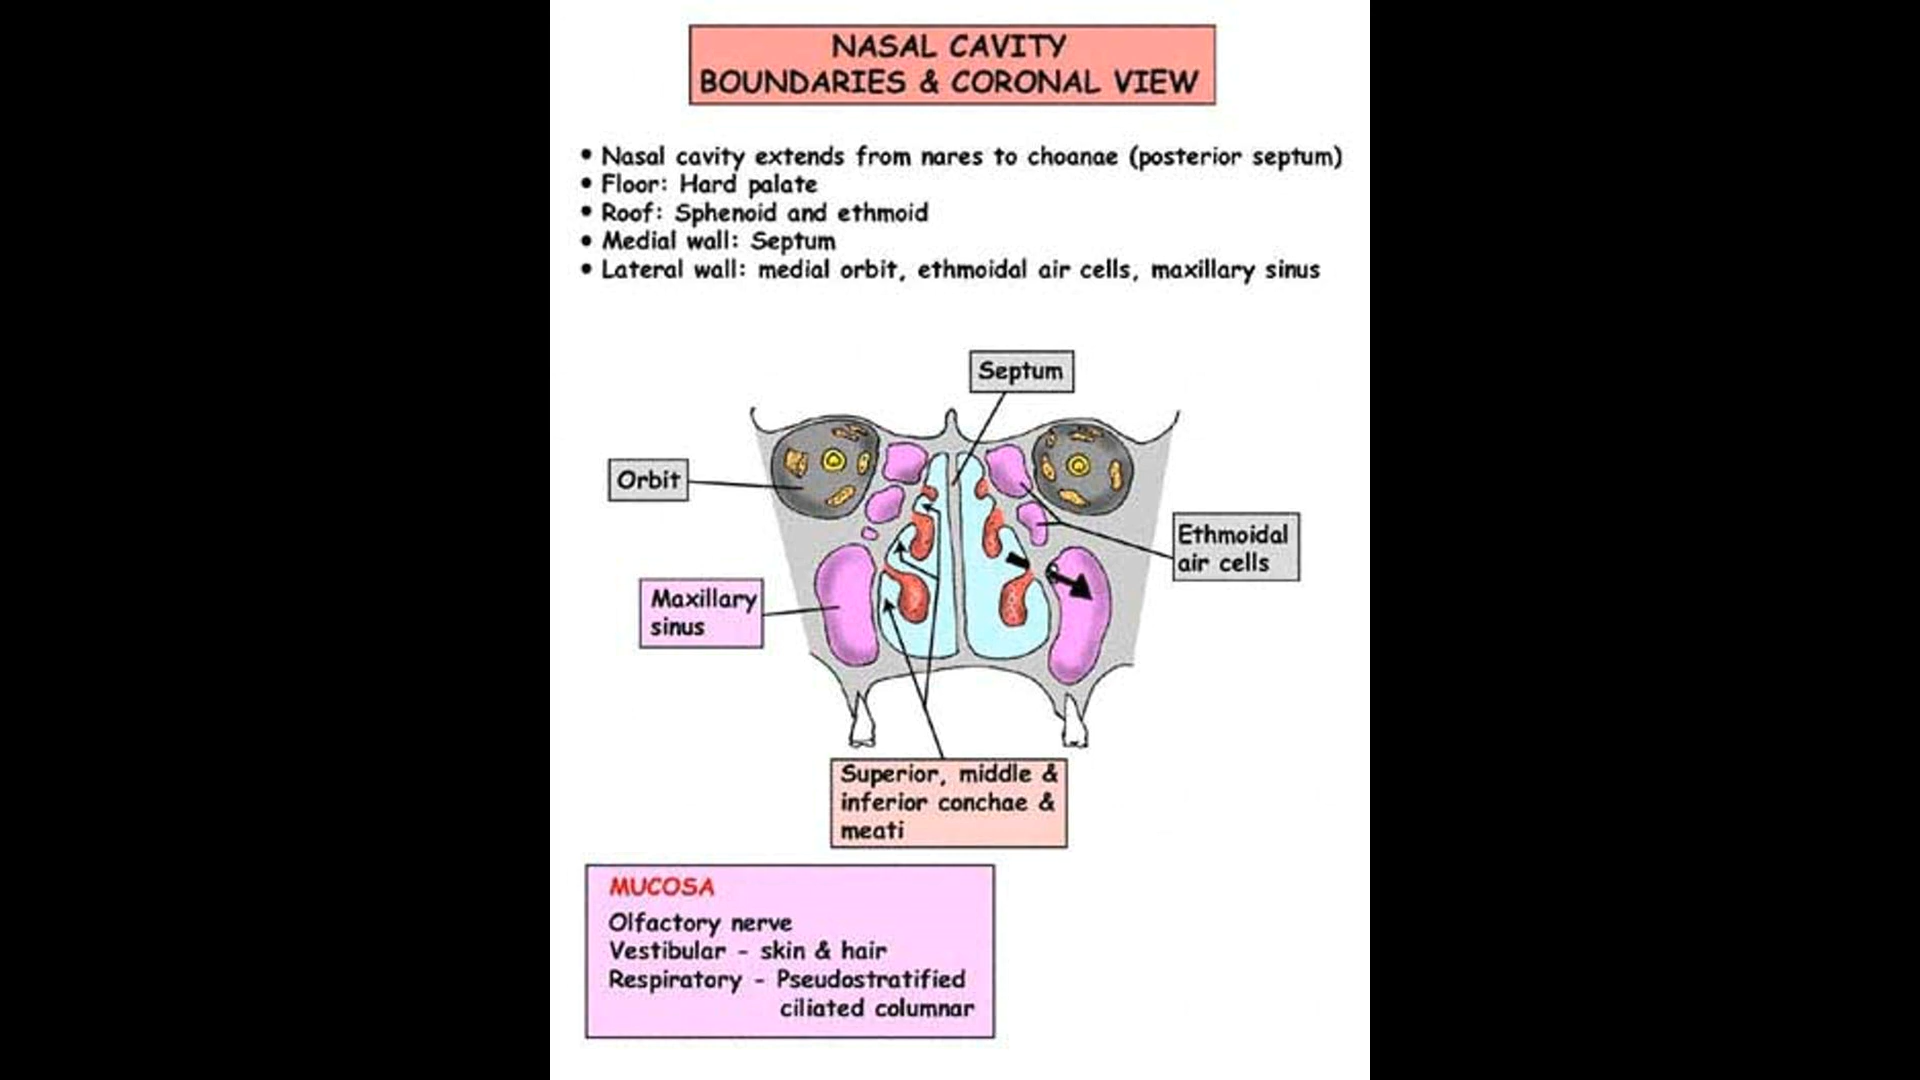 NASAL CAVITY
BOUNDARIES & CORONAL VIEW
• Nasal cavity extends from nares to choanae (posterior septum)
• Floor: Hard palate
• Roof: Sphenoid and ethmoid
• Medial wall: Septum
• Lateral wall: medial orbit, ethmoidal air cells, maxillary sinus
Septum
Orbit
Ethmoidal
air cells
Maxillary
sinus
Superior, middle &
inferior conchae &
meati
MUCOSA
Olfactory nerve
Vestibular - skin & hair
Respiratory - Pseudostratified
ciliated columnar